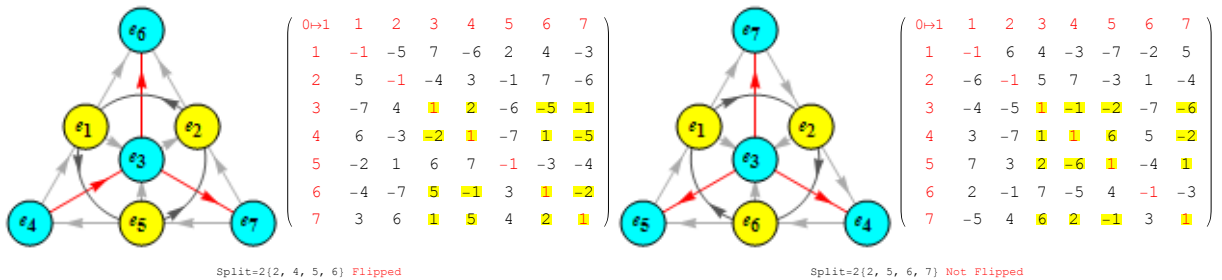 e6
e1
e2
e3
e4
e5
e7
0↦1 1 2 3 4 5 6 7
1 −1 −5 7 −6 2 4 −3
2 5 −1 −4 3 −1 7 −6
3 −7 4 1 2 −6 −5 −1
4 6 −3 −2 1 −7 1 −5
5 −2 1 6 7 −1 −3 −4
6 −4 −7 5 −1 3 1 −2
7 3 6 1 5 4 2 1
Split=2{2, 4, 5, 6} Flipped
e7
e1
e2
e3
e5
e6
e4
0↦1 1 2 3 4 5 6 7
1 −1 6 4 −3 −7 −2 5
2 −6 −1 5 7 −3 1 −4
3 −4 −5 1 −1 −2 −7 −6
4 3 −7 1 1 6 5 −2
5 7 3 2 −6 1 −4 1
6 2 −1 7 −5 4 −1 −3
7 −5 4 6 2 −1 3 1
Split=2{2, 5, 6, 7} Not Flipped